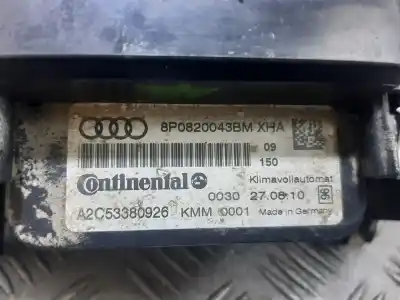 8P0820043BM XHA
09
150
Continental
Klimavollautomat
0030 27.08.10
A2C53380926 KMM 0001 Made in Germany